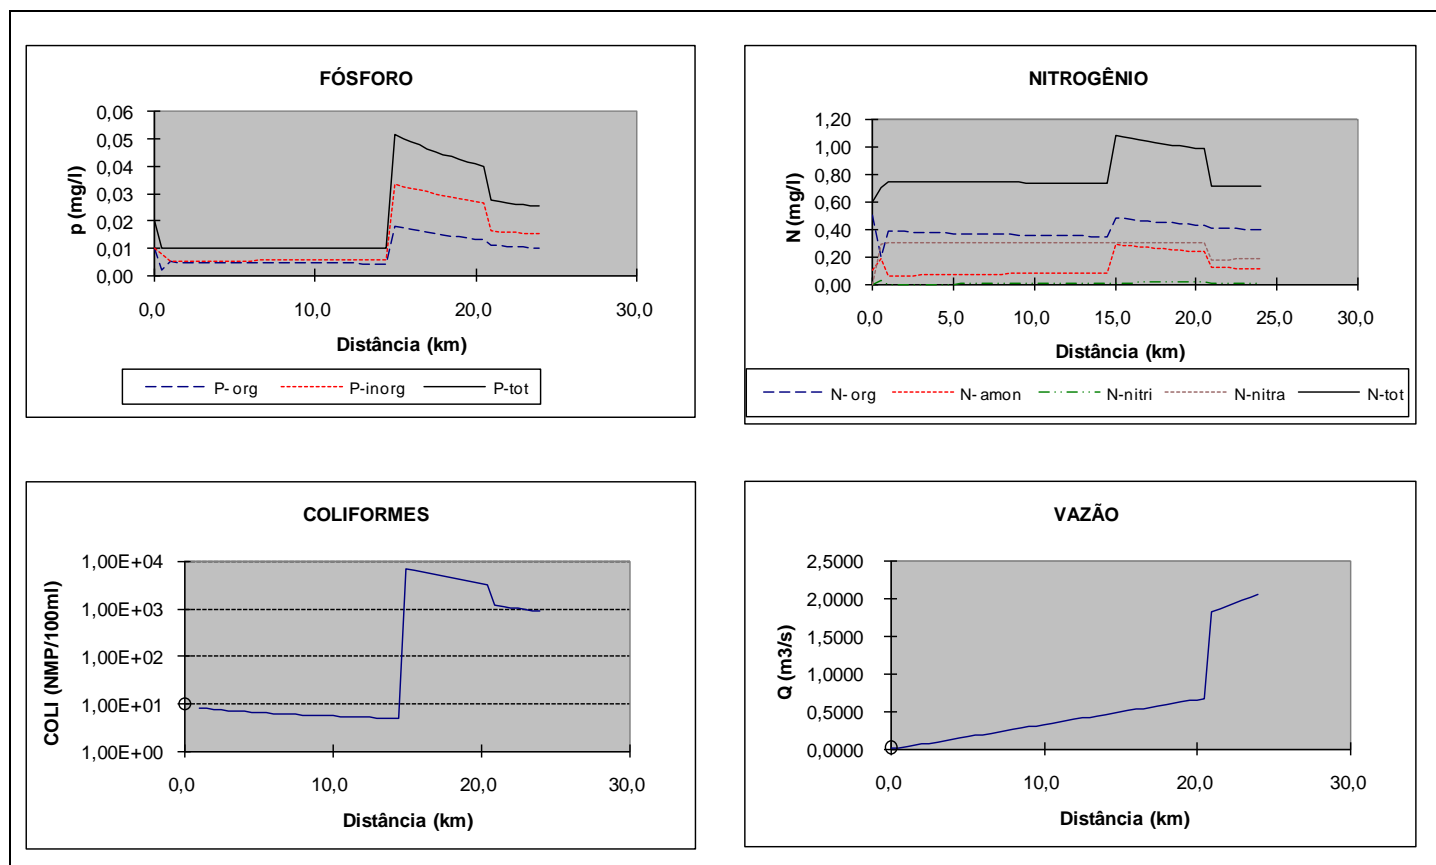 FÓSFORO
0,06
0,05
0,04
0,03
0,02
0,01
0,00
p (mg/l)
0,0 10,0 20,0 30,0
Distância (km)
P-org P-inorg P-tot
NITROGÊNIO
1,20
1,00
0,80
0,60
0,40
0,20
0,00
N (mg/l)
0,0 5,0 10,0 15,0 20,0 25,0 30,0
Distância (km)
N-org N-amon N-nitri N-nitra N-tot
COLIFORMES
1,00E+04
1,00E+03
1,00E+02
1,00E+01
1,00E+00
COLI (NMP/100ml)
0,0 10,0 20,0 30,0
Distância (km)
VAZÃO
2,5000
2,0000
1,5000
1,0000
0,5000
0,0000
Q (m3/s)
0,0 10,0 20,0 30,0
Distância (km)